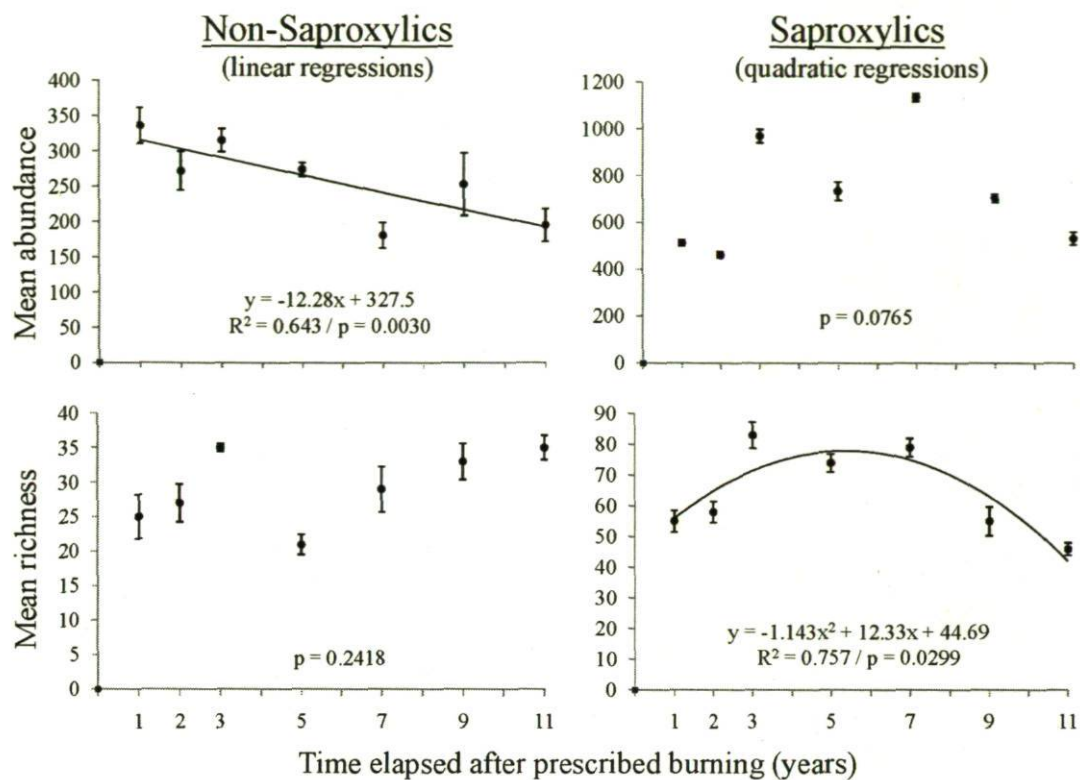 Non-Saproxylics
(linear regressions)
Saproxylics
(quadratic regressions)
Mean abundance
400
350
300
250
200
150
100
50
0
y = -12.28x + 327.5
R² = 0.643 / p = 0.0030
1200
1000
800
600
400
200
0
p = 0.0765
Mean richness
40
35
30
25
20
15
10
5
0
p = 0.2418
1 2 3 5 7 9 11
90
80
70
60
50
40
30
20
10
0
y = -1.143x² + 12.33x + 44.69
R² = 0.757 / p = 0.0299
1 2 3 5 7 9 11
Time elapsed after prescribed burning (years)